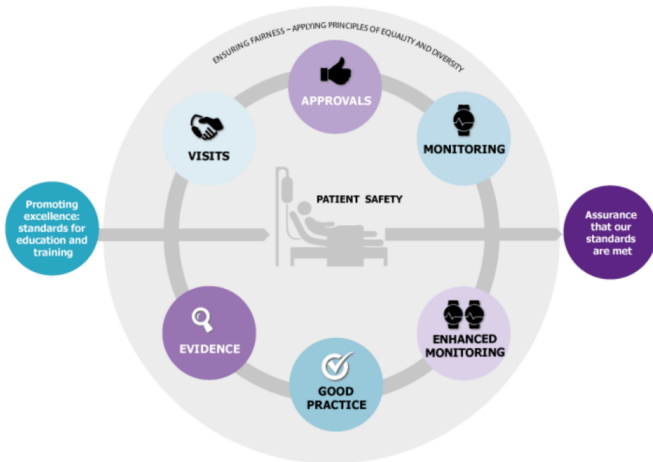 ENSURING FAIRNESS – APPLYING PRINCIPLES OF EQUALITY AND DIVERSITY
APPROVALS
VISITS
MONITORING
PATIENT SAFETY
Promoting
excellence:
standards for
education and
training
Assurance
that our
standards
are met
EVIDENCE
ENHANCED
MONITORING
GOOD
PRACTICE